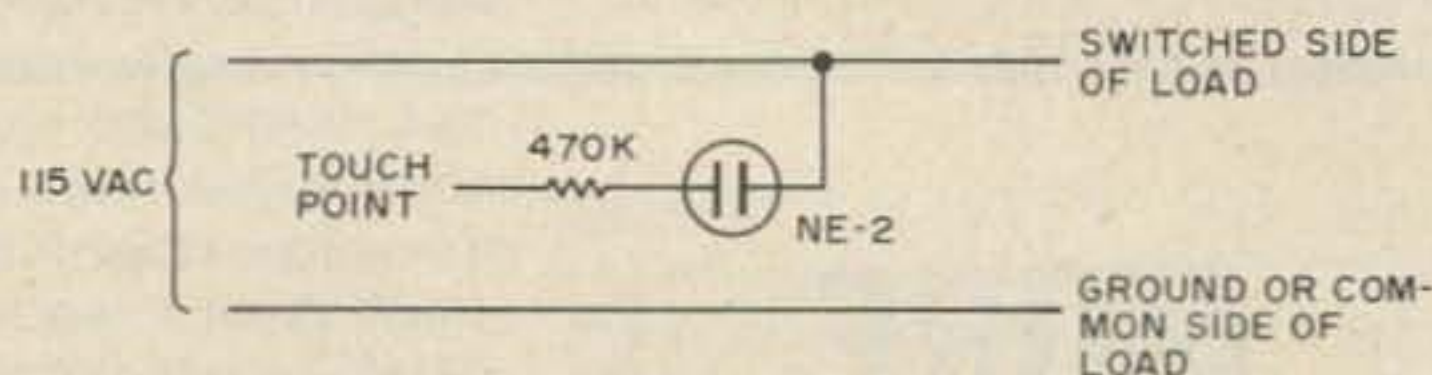 SWITCHED SIDE
OF LOAD
470K
115 VAC
TOUCH
POINT
NE-2
GROUND OR COM-
MON SIDE OF
LOAD